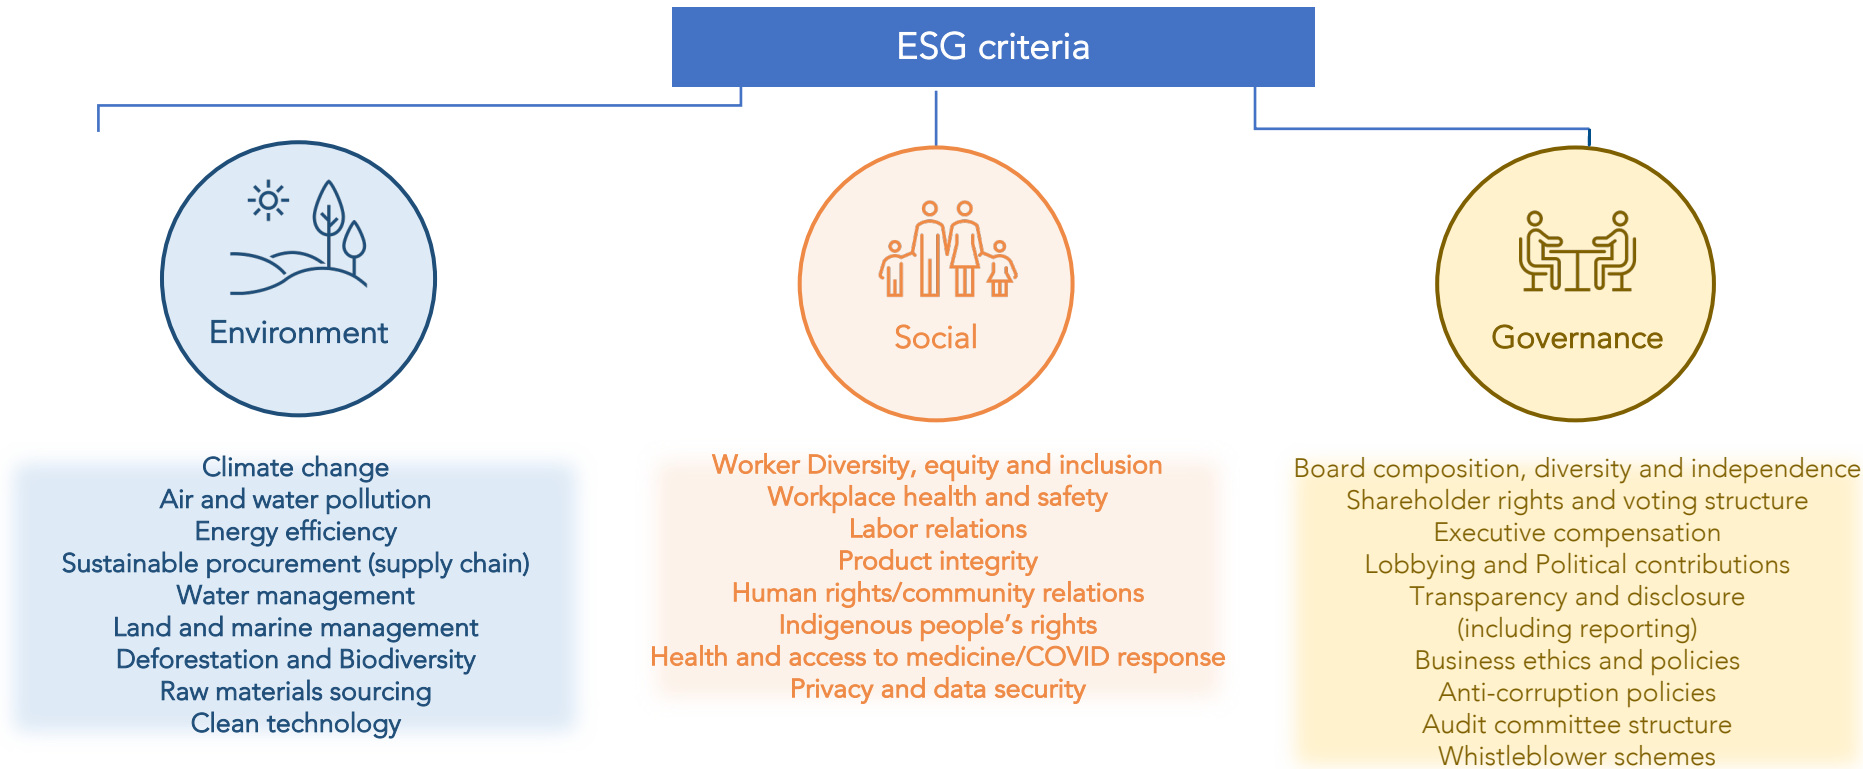 ESG criteria
Environment
Climate change
Air and water pollution
Energy efficiency
Sustainable procurement (supply chain)
Water management
Land and marine management
Deforestation and Biodiversity
Raw materials sourcing
Clean technology
Social
Worker Diversity, equity and inclusion
Workplace health and safety
Labor relations
Product integrity
Human rights/community relations
Indigenous people’s rights
Health and access to medicine/COVID response
Privacy and data security
Governance
Board composition, diversity and independence
Shareholder rights and voting structure
Executive compensation
Lobbying and Political contributions
Transparency and disclosure
(including reporting)
Business ethics and policies
Anti-corruption policies
Audit committee structure
Whistleblower schemes